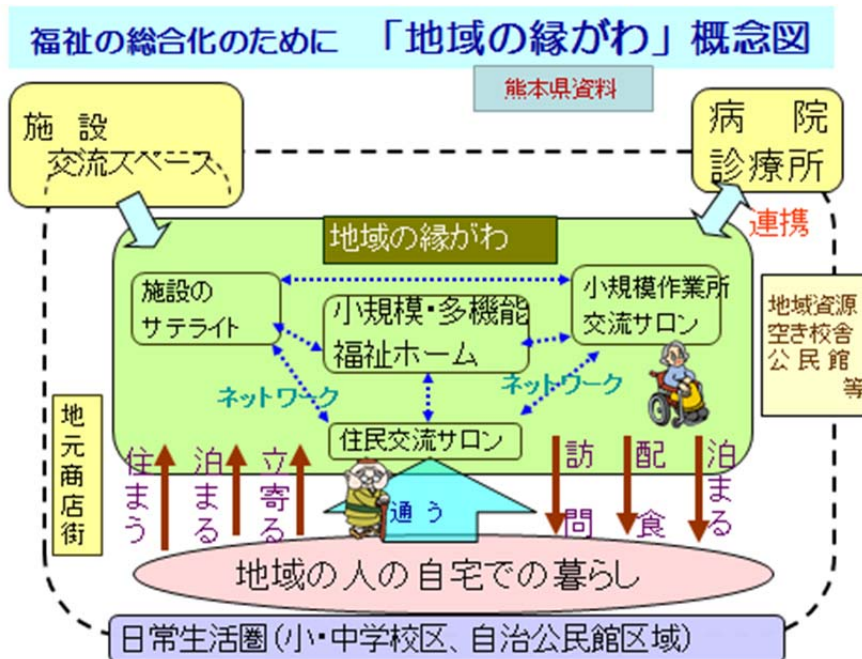 福祉の総合化のために 「地域の縁がわ」概念図
熊本県資料
施設
交流スペース
病院
診療所
連携
地域の縁がわ
施設の
サテライト
小規模・多機能
福祉ホーム
小規模作業所
交流サロン
地域資源
空き校舎
公民館
等
ネットワーク
ネットワーク
住民交流サロン
地元商店街
住まう
泊まる
立寄る
通う
訪問
配食
泊まる
地域の人の自宅での暮らし
日常生活圏(小・中学校区、自治公民館区域)